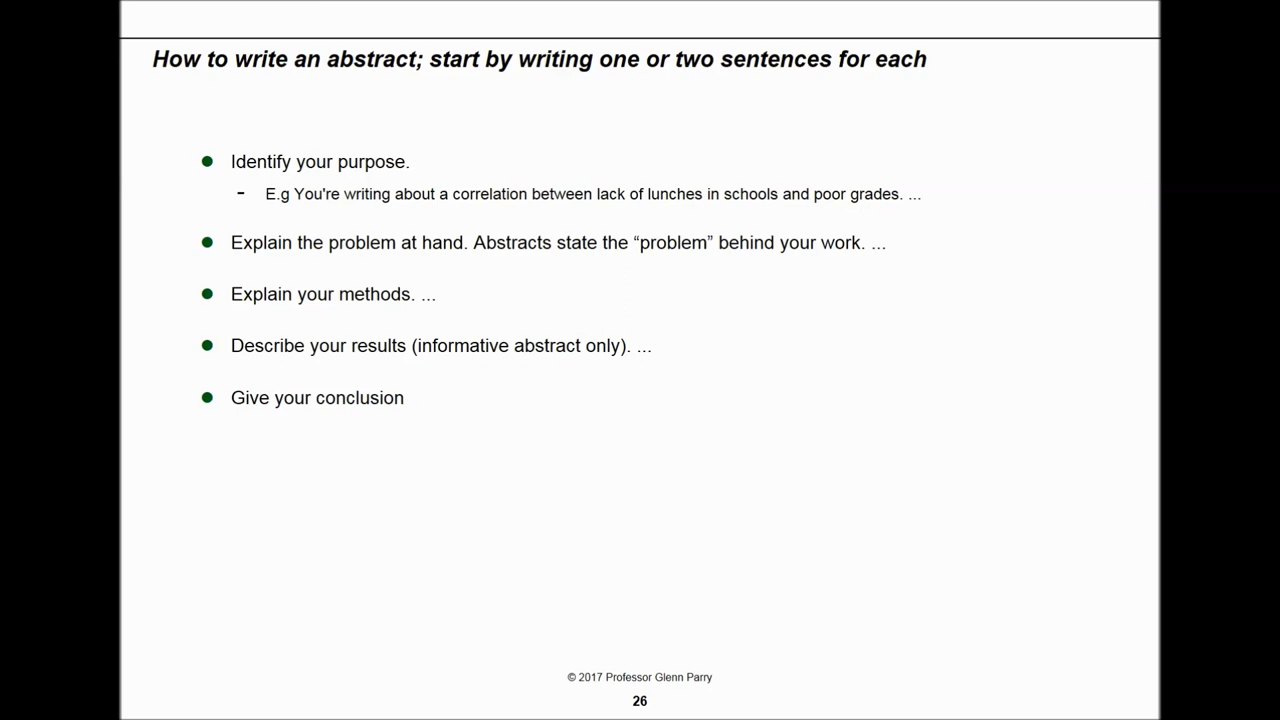 How to write an abstract; start by writing one or two sentences for each
● Identify your purpose.
- E.g You're writing about a correlation between lack of lunches in schools and poor grades. ...
● Explain the problem at hand. Abstracts state the “problem” behind your work. ...
● Explain your methods. ...
● Describe your results (informative abstract only). ...
● Give your conclusion
© 2017 Professor Glenn Parry
26